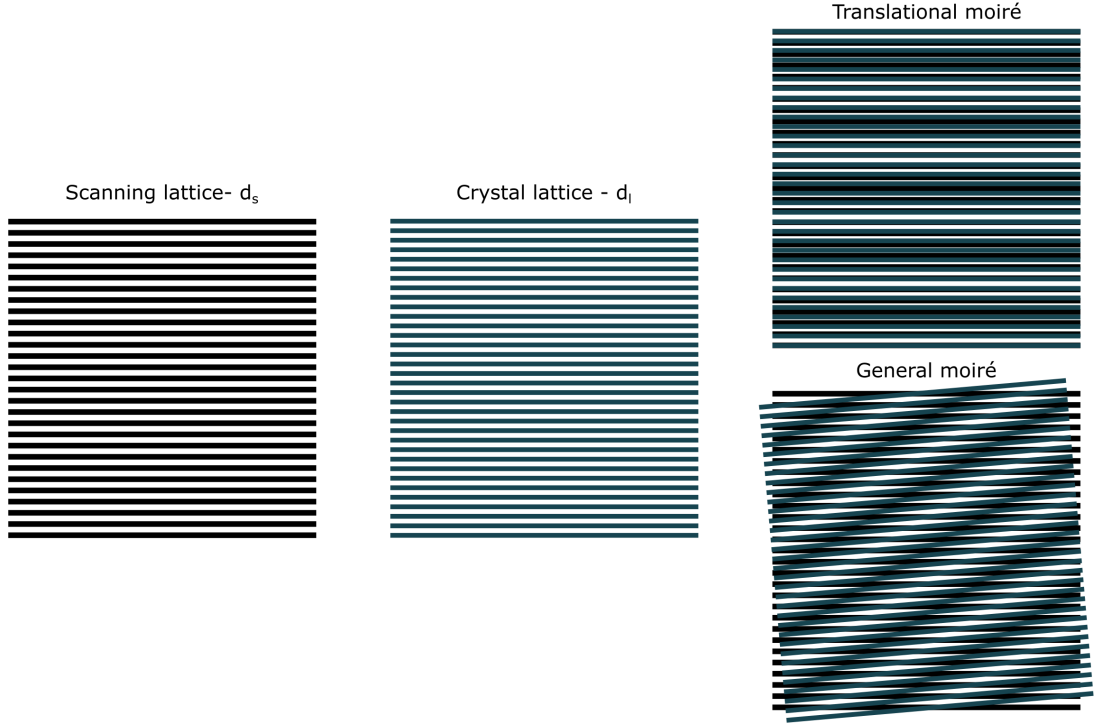 Translational moiré
Scanning lattice- dₛ
Crystal lattice - dₗ
General moiré